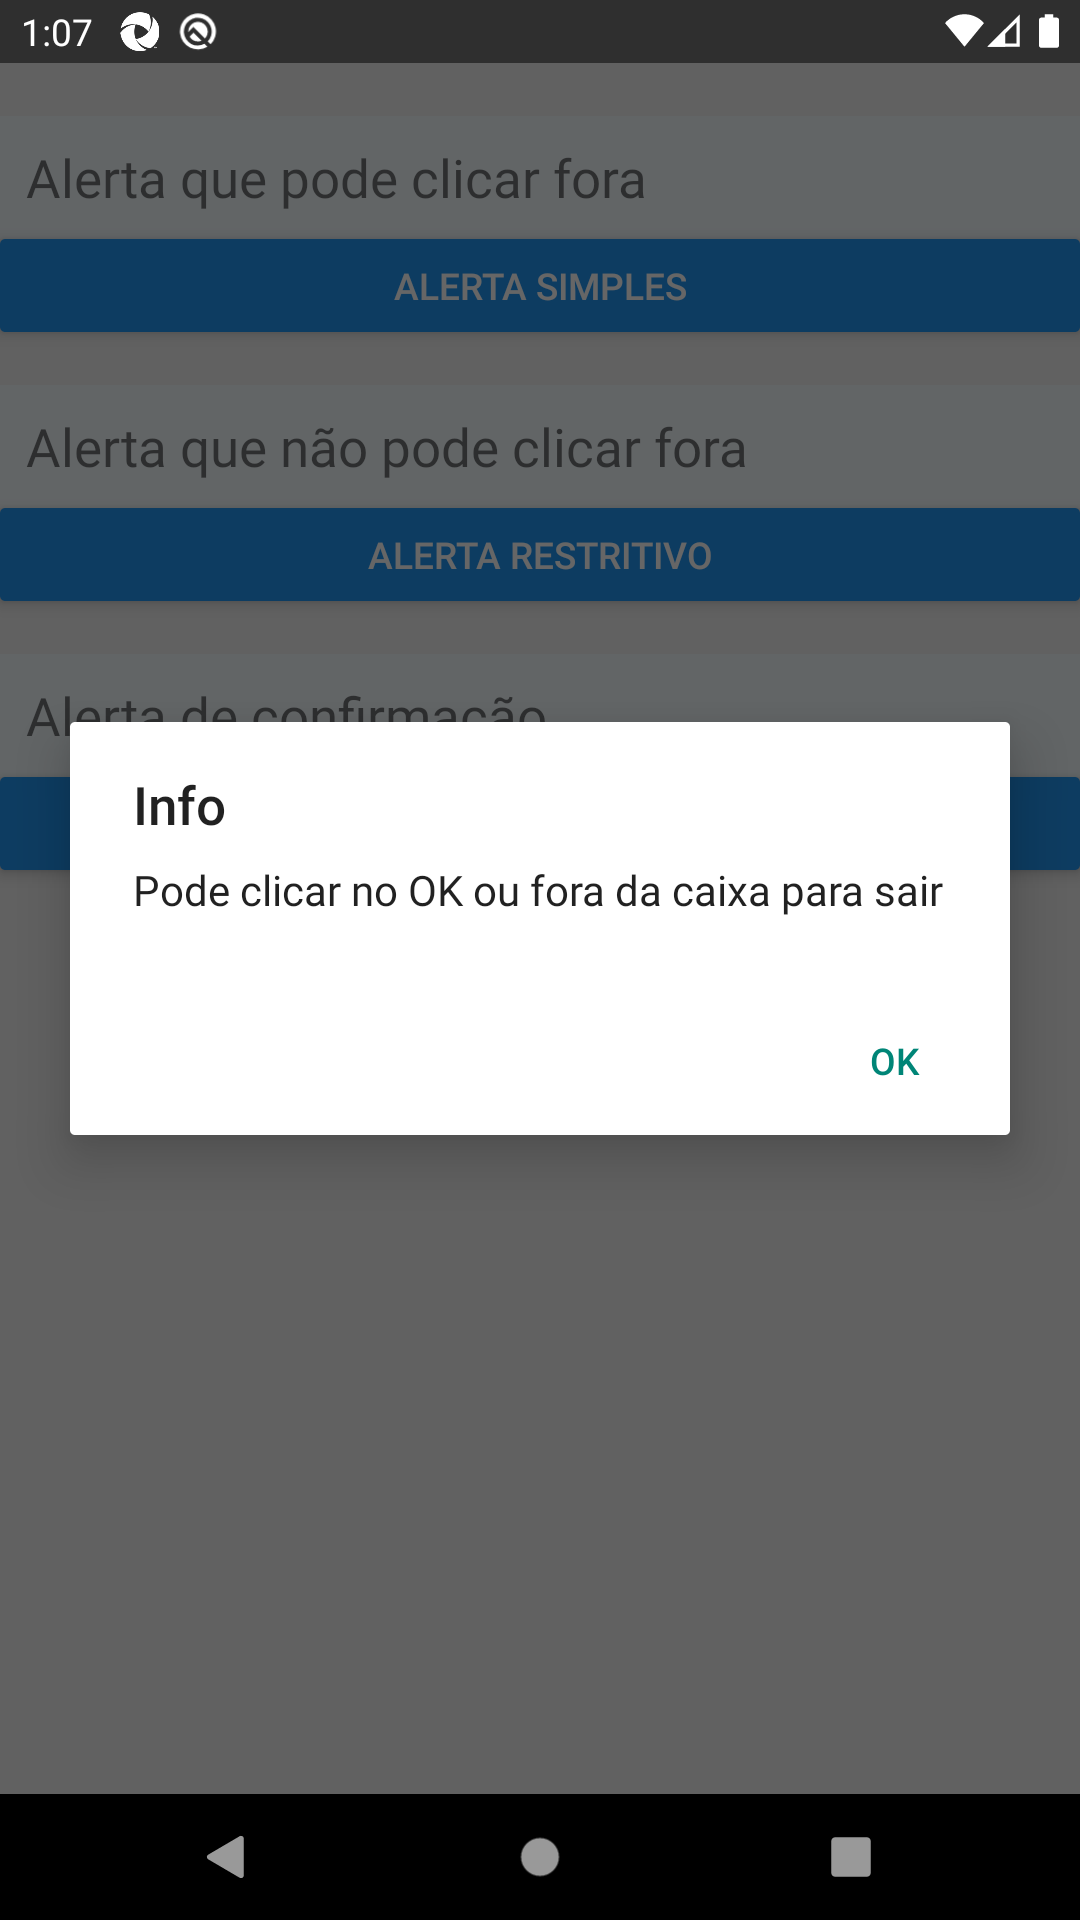 1:07
Alerta que pode clicar fora
ALERTA SIMPLES
Alerta que não pode clicar fora
ALERTA RESTRITIVO
Alerta de confirmação
Info
Pode clicar no OK ou fora da caixa para sair
OK